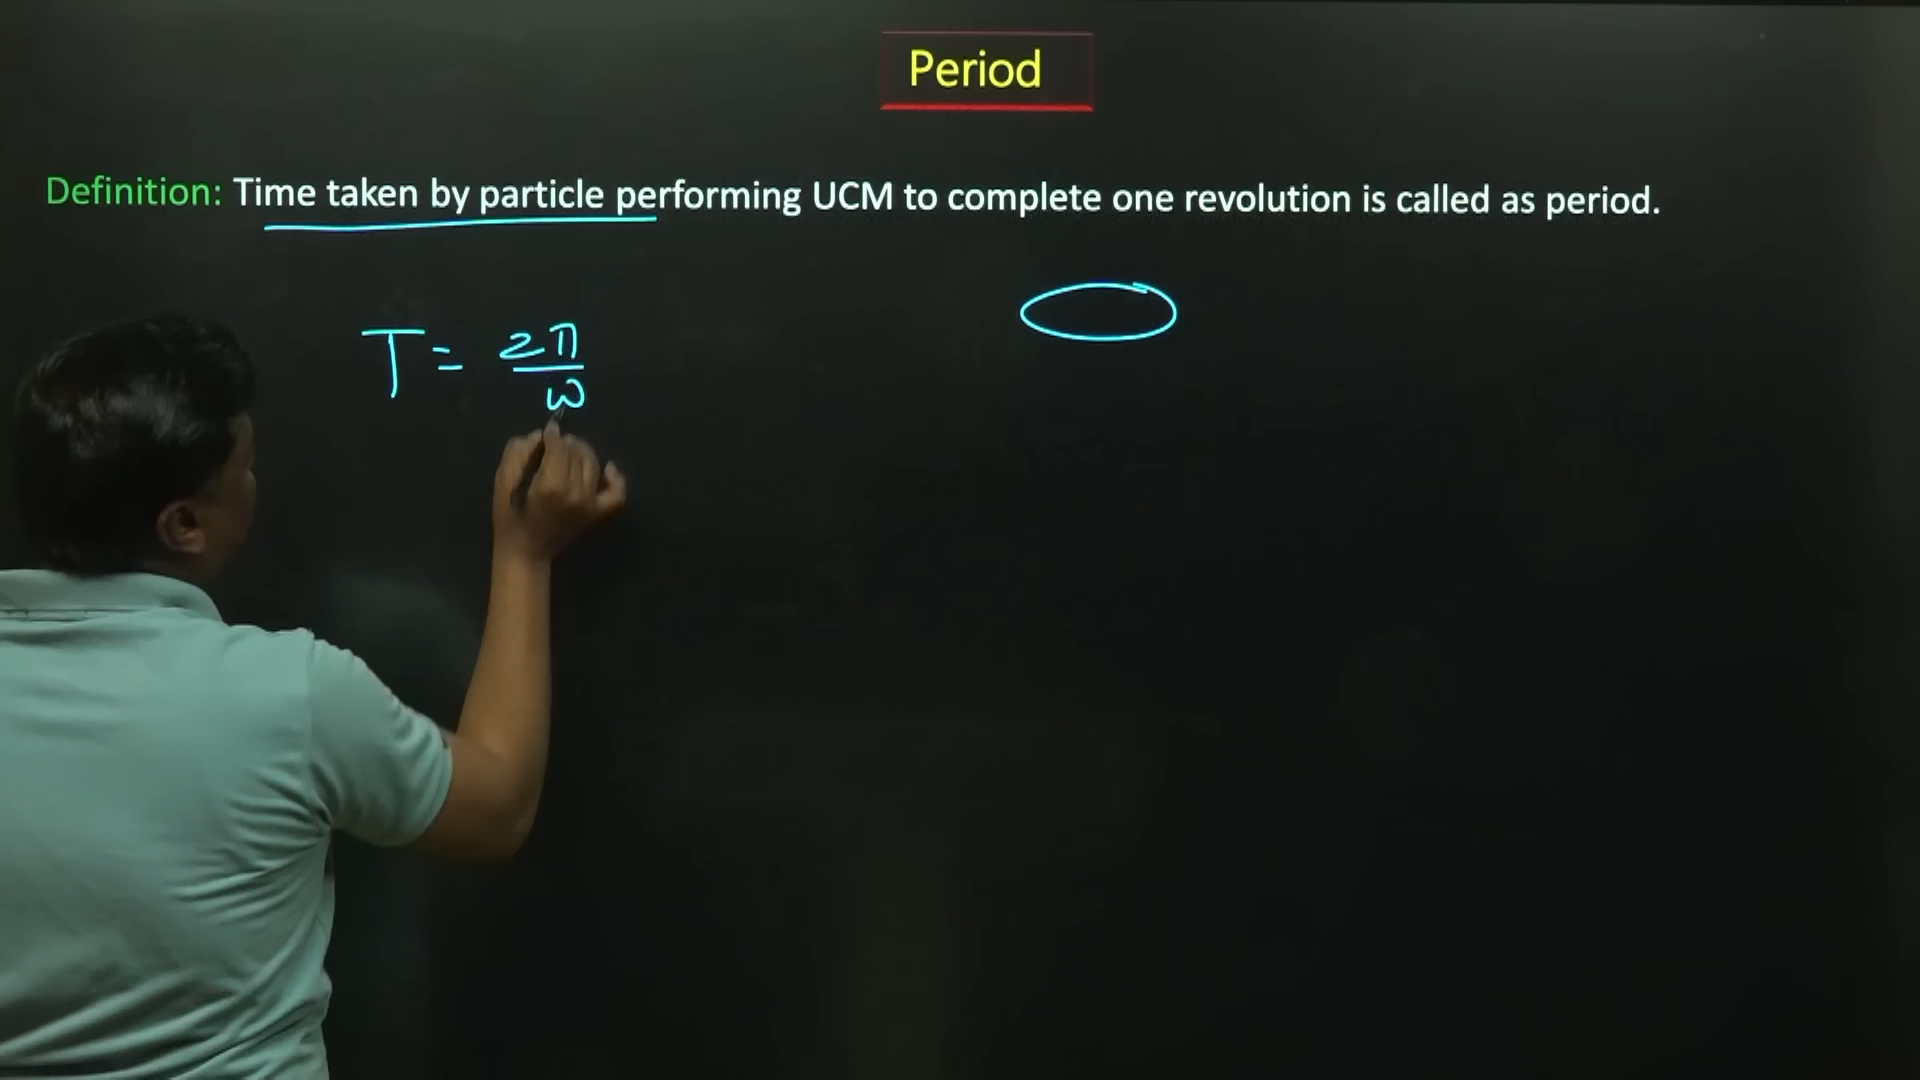 Period
Definition: Time taken by particle performing UCM to complete one revolution is called as period.
T = 2π/ω